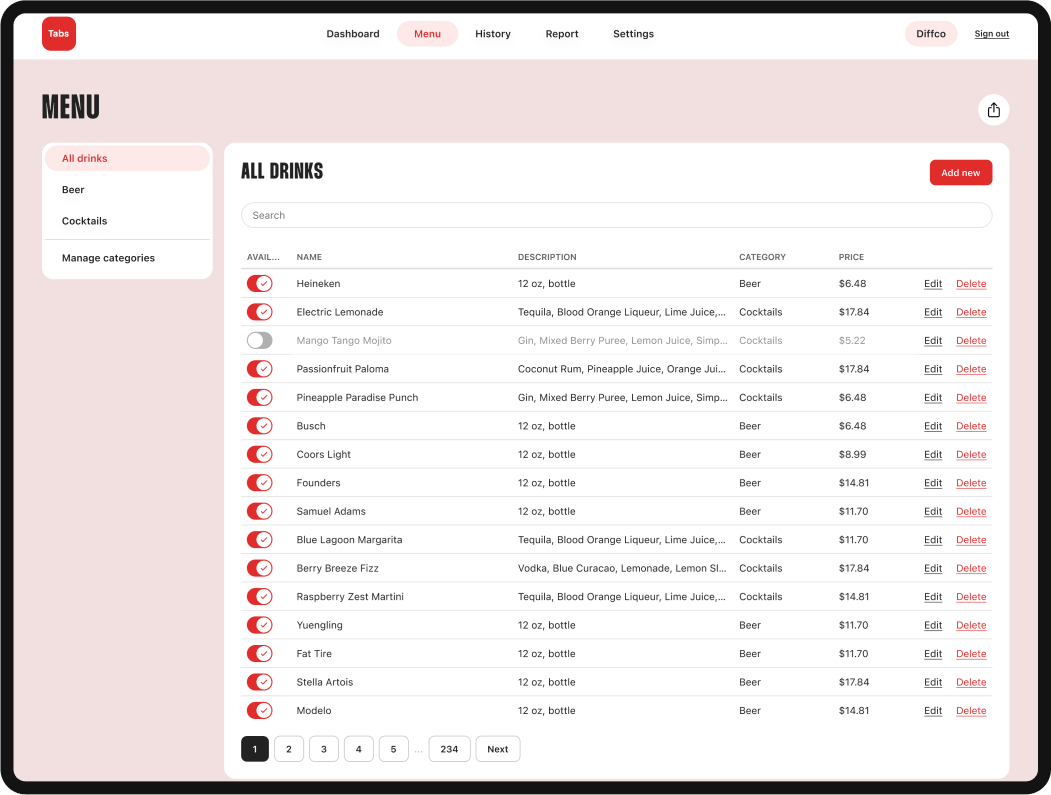 Tabs Dashboard Menu History Report Settings Diffco Sign out
MENU
All drinks
Beer
Cocktails
Manage categories
ALL DRINKS Add new
Search
AVAIL... NAME DESCRIPTION CATEGORY PRICE
Heineken 12 oz, bottle Beer $6.48 Edit Delete
Electric Lemonade Tequila, Blood Orange Liqueur, Lime Juice,... Cocktails $17.84 Edit Delete
Mango Tango Mojito Gin, Mixed Berry Puree, Lemon Juice, Simp... Cocktails $5.22 Edit Delete
Passionfruit Paloma Coconut Rum, Pineapple Juice, Orange Jui... Cocktails $17.84 Edit Delete
Pineapple Paradise Punch Gin, Mixed Berry Puree, Lemon Juice, Simp... Cocktails $6.48 Edit Delete
Busch 12 oz, bottle Beer $6.48 Edit Delete
Coors Light 12 oz, bottle Beer $8.99 Edit Delete
Founders 12 oz, bottle Beer $14.81 Edit Delete
Samuel Adams 12 oz, bottle Beer $11.70 Edit Delete
Blue Lagoon Margarita Tequila, Blood Orange Liqueur, Lime Juice,... Cocktails $11.70 Edit Delete
Berry Breeze Fizz Vodka, Blue Curacao, Lemonade, Lemon Sl... Cocktails $17.84 Edit Delete
Raspberry Zest Martini Tequila, Blood Orange Liqueur, Lime Juice,... Cocktails $14.81 Edit Delete
Yuengling 12 oz, bottle Beer $11.70 Edit Delete
Fat Tire 12 oz, bottle Beer $11.70 Edit Delete
Stella Artois 12 oz, bottle Beer $17.84 Edit Delete
Modelo 12 oz, bottle Beer $14.81 Edit Delete
1 2 3 4 5 ... 234 Next